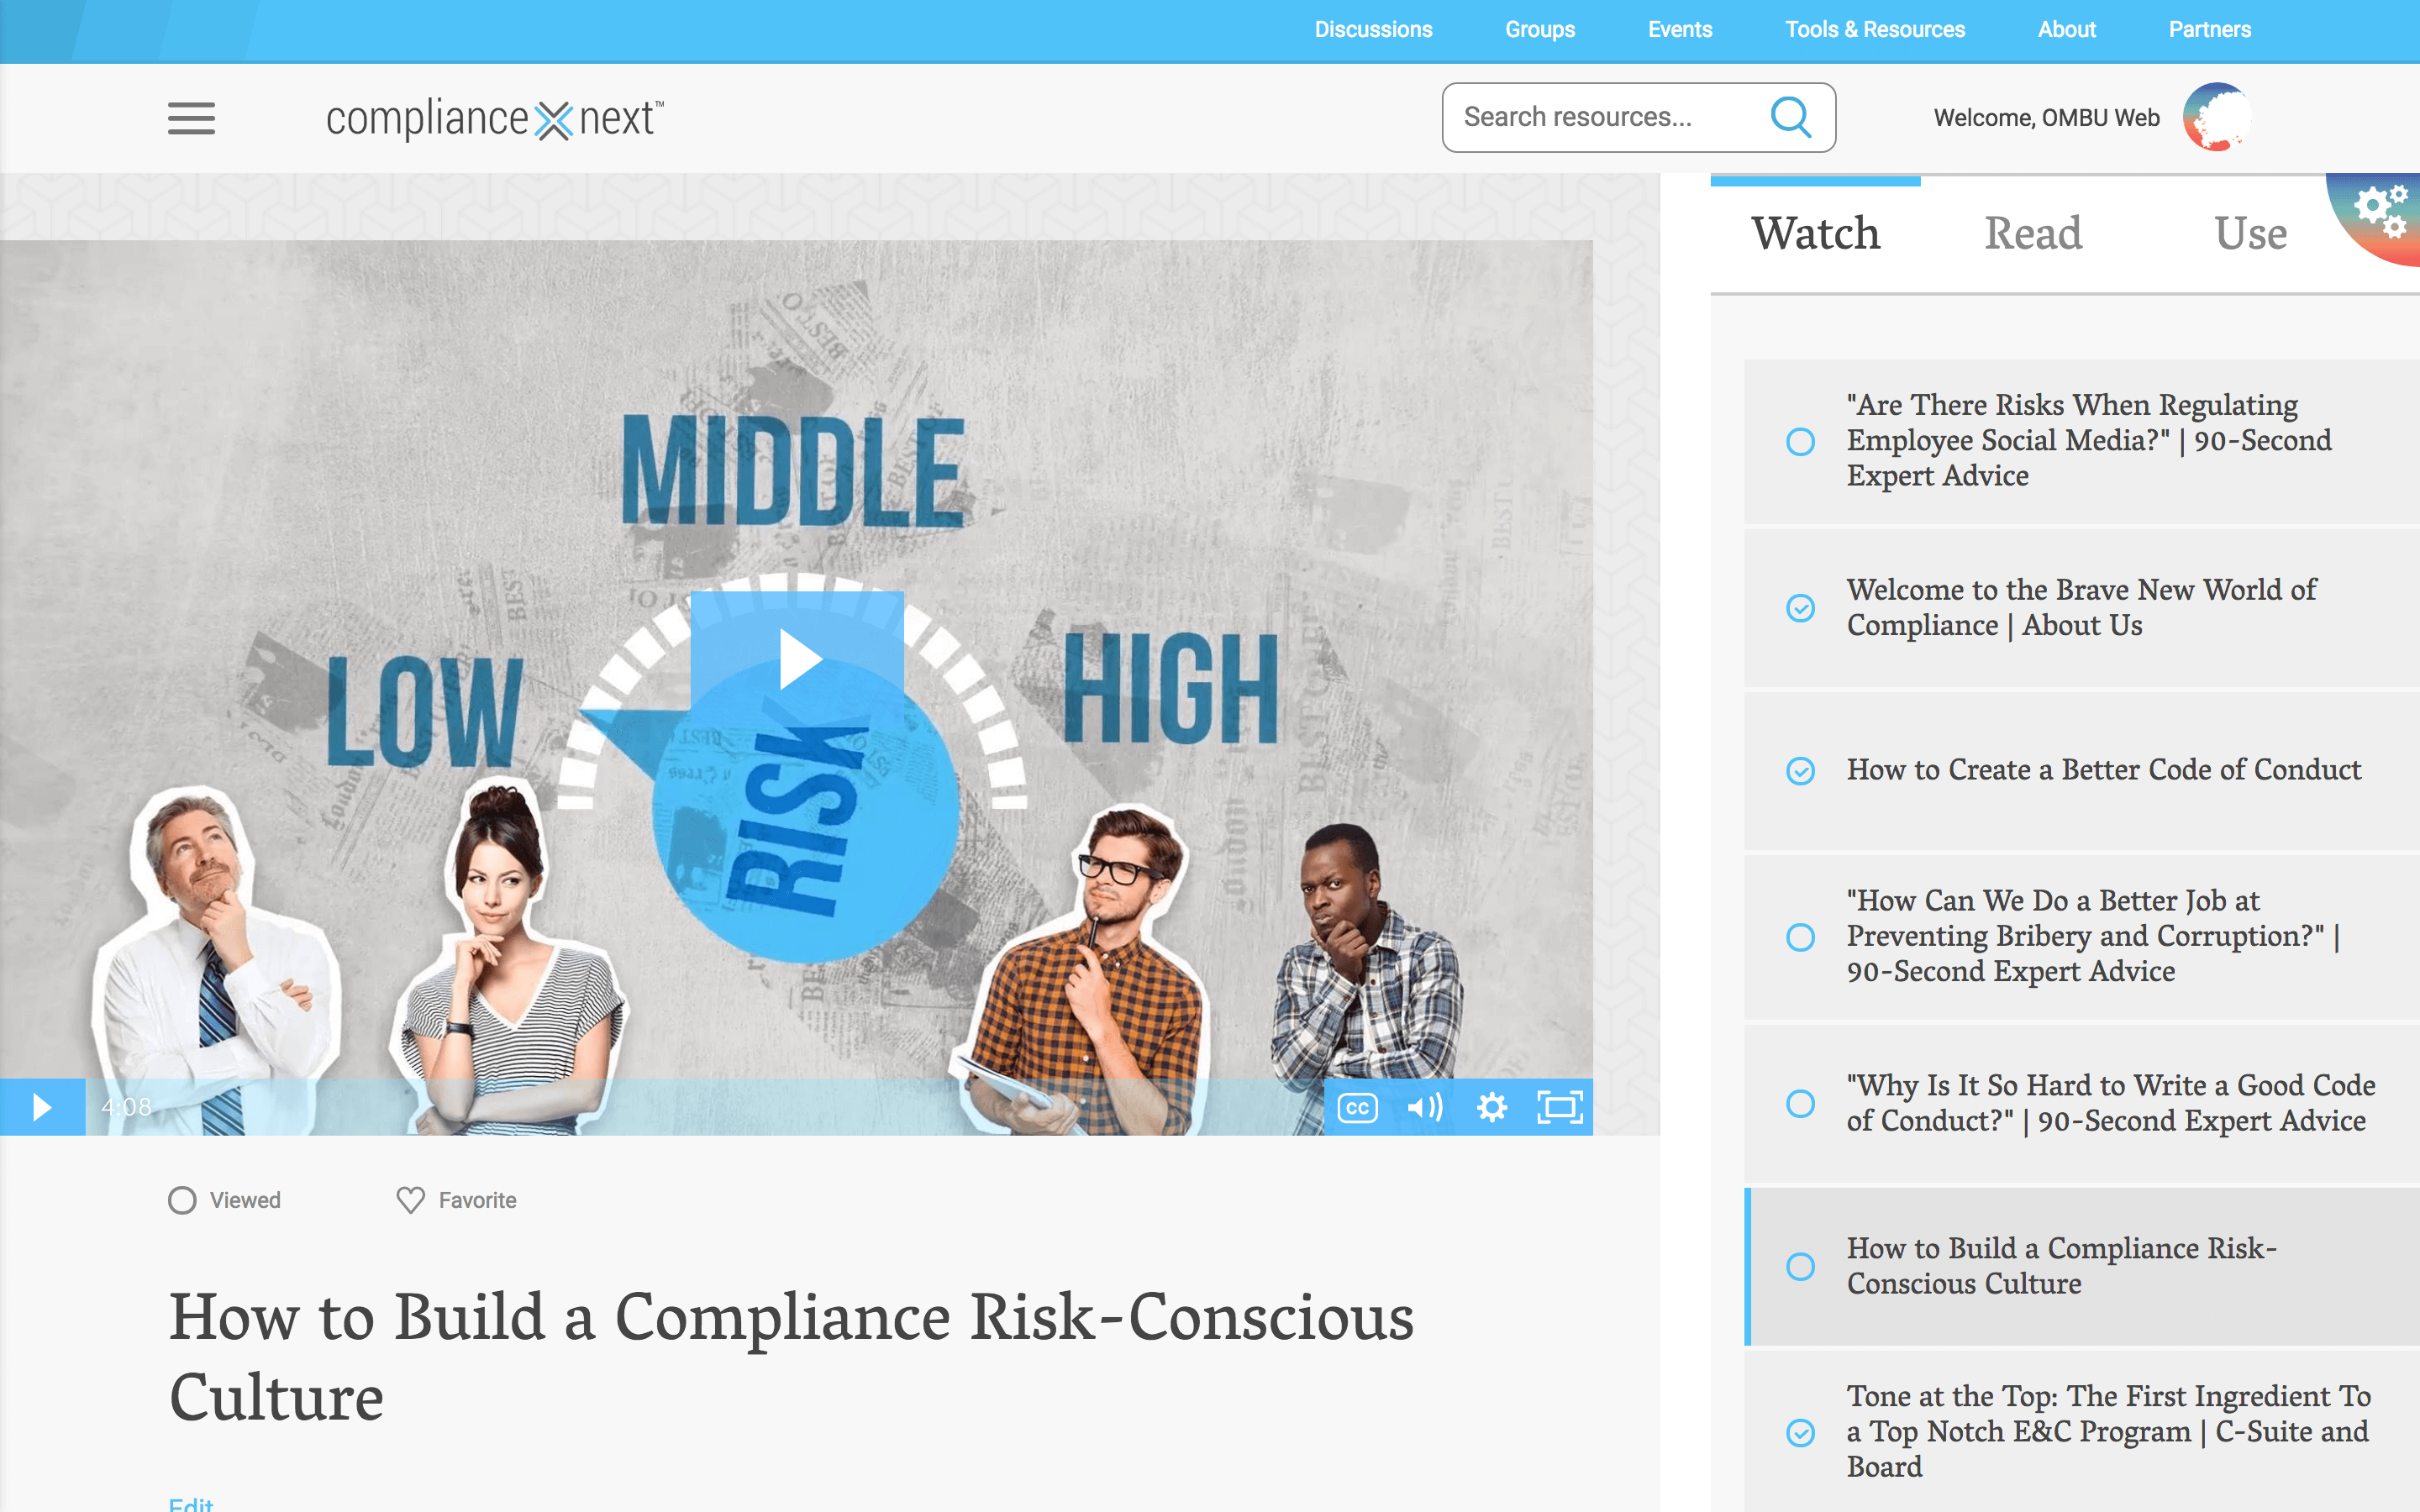 Discussions
Groups
Events
Tools & Resources
About
Partners
compliance next™
Search resources...
Welcome, OMBU Web
Watch
Read
Use
MIDDLE
LOW
HIGH
RISK
4:08
CC
Viewed
Favorite
How to Build a Compliance Risk-Conscious
Culture
Edit
"Are There Risks When Regulating
Employee Social Media?" | 90-Second
Expert Advice
Welcome to the Brave New World of
Compliance | About Us
How to Create a Better Code of Conduct
"How Can We Do a Better Job at
Preventing Bribery and Corruption?" |
90-Second Expert Advice
"Why Is It So Hard to Write a Good Code
of Conduct?" | 90-Second Expert Advice
How to Build a Compliance Risk-
Conscious Culture
Tone at the Top: The First Ingredient To
a Top Notch E&C Program | C-Suite and
Board